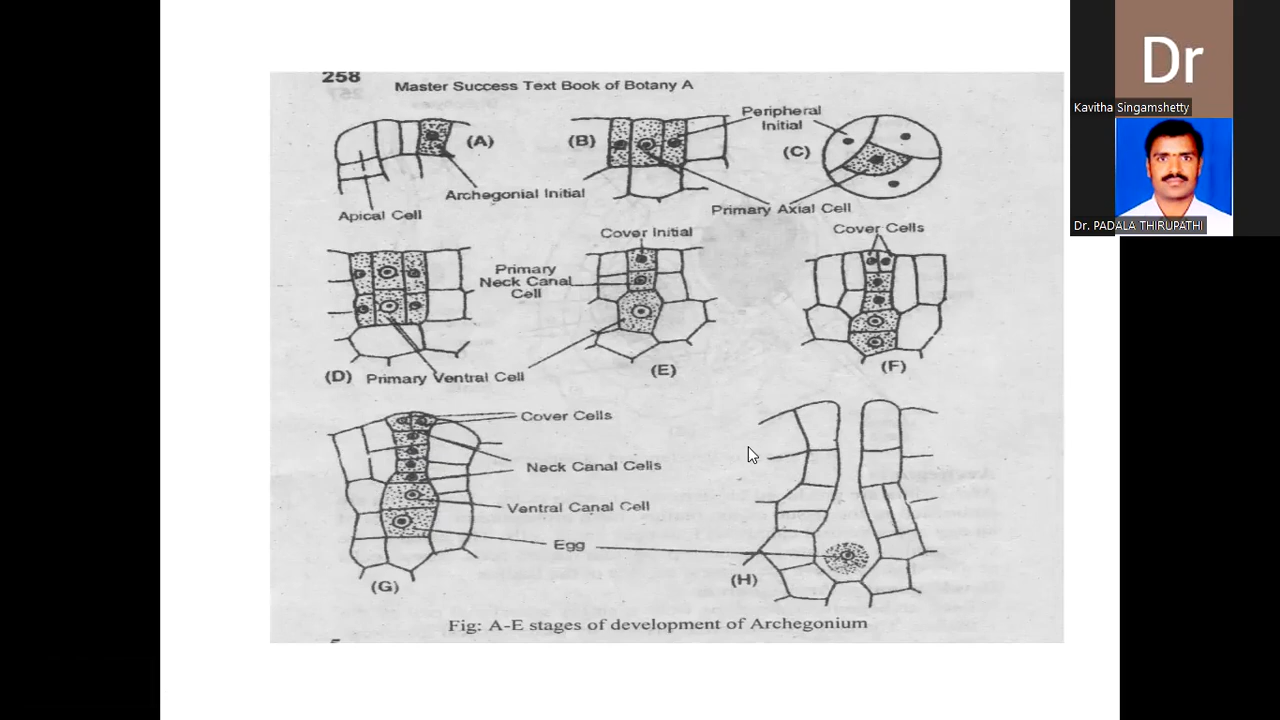 258
Master Success Text Book of Botany A
(A)
Archegonial Initial
Apical Cell
(B)
Peripheral
Initial
(C)
Primary Axial Cell
Cover Initial
Primary
Neck Canal
Cell
(D)
Primary Ventral Cell
(E)
Cover Cells
(F)
Cover Cells
Neck Canal Cells
Ventral Canal Cell
Egg
(G)
(H)
Fig: A-E stages of development of Archegonium
Dr
Kavitha Singamshetty
Dr. PADALA THIRUPATHI